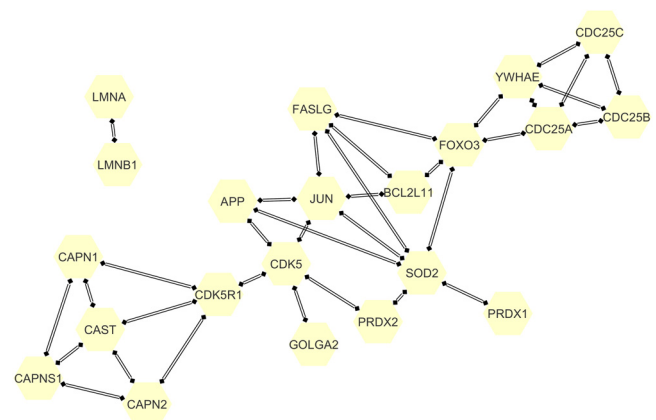 CDC25C
YWHAE
LMNA
FASLG
CDC25B
CDC25A
FOXO3
LMNB1
BCL2L11
APP
JUN
CAPN1
CDK5
SOD2
CDK5R1
PRDX1
PRDX2
CAST
GOLGA2
CAPNS1
CAPN2